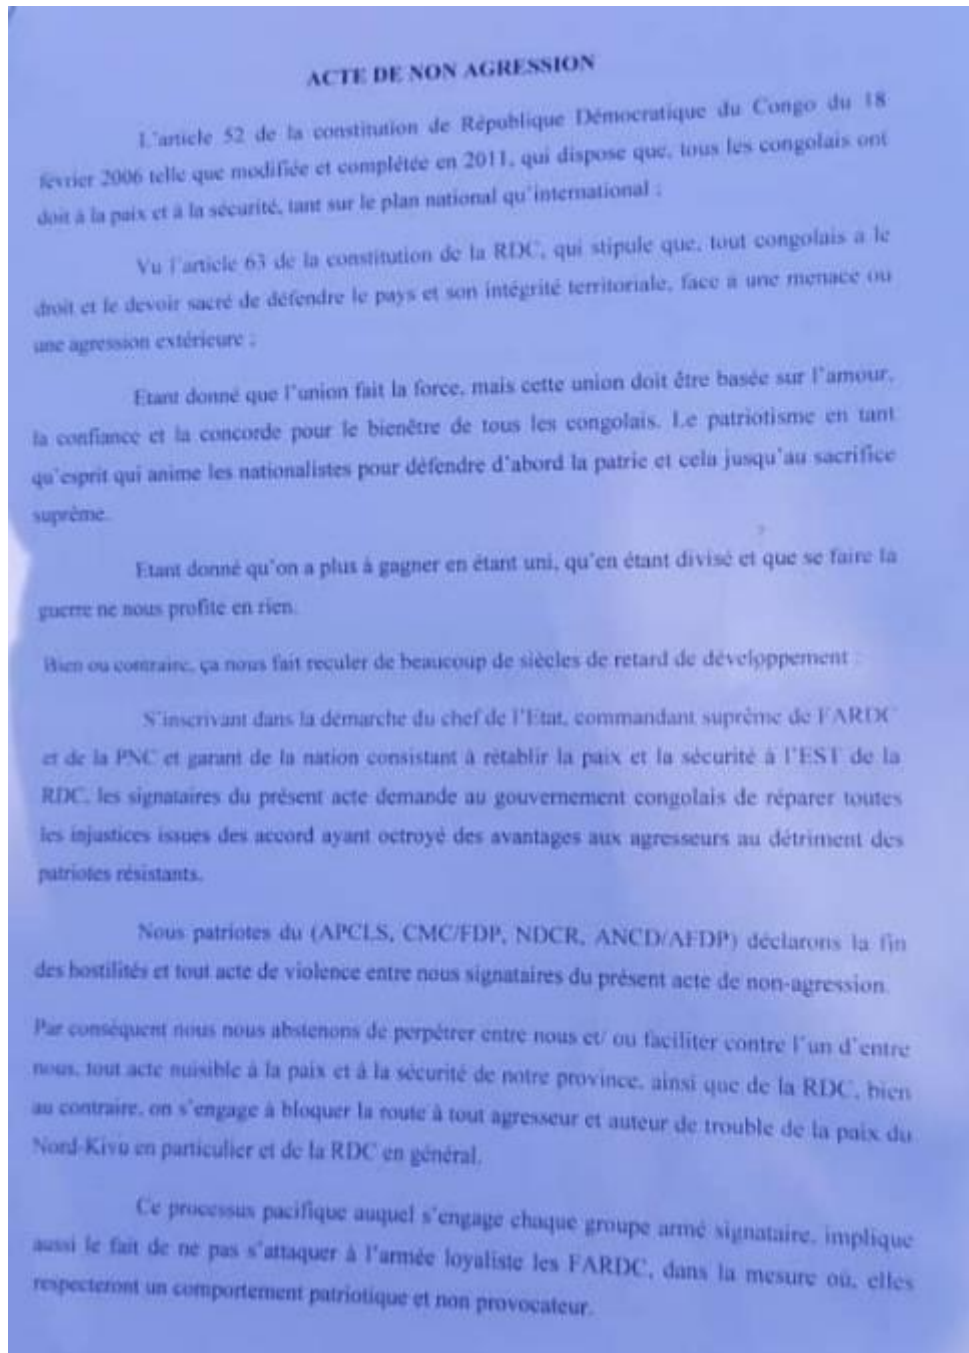 ACTE DE NON AGRESSION
L'article 52 de la constitution de République Démocratique du Congo du 18
février 2006 telle que modifiée et complétée en 2011, qui dispose que, tous les congolais ont
doit à la paix et à la sécurité, tant sur le plan national qu'international ;
Vu l'article 63 de la constitution de la RDC, qui stipule que, tout congolais a le
droit et le devoir sacré de défendre le pays et son intégrité territoriale, face à une menace ou
une agression extérieure ;
Etant donné que l'union fait la force, mais cette union doit être basée sur l'amour,
la confiance et la concorde pour le bienêtre de tous les congolais. Le patriotisme en tant
qu'esprit qui anime les nationalistes pour défendre d'abord la patrie et cela jusqu'au sacrifice
suprême.
Etant donné qu'on a plus à gagner en étant uni, qu'en étant divisé et que se faire la
guerre ne nous profite en rien.
Bien ou contraire, ça nous fait reculer de beaucoup de siècles de retard de développement ;
S'inscrivant dans la démarche du chef de l'Etat, commandant suprême de FARDC
et de la PNC et garant de la nation consistant à rétablir la paix et la sécurité à l'EST de la
RDC, les signataires du présent acte demande au gouvernement congolais de réparer toutes
les injustices issues des accord ayant octroyé des avantages aux agresseurs au détriment des
patriotes résistants.
Nous patriotes du (APCLS, CMC/FDP, NDCR, ANCD/AFDP) déclarons la fin
des hostilités et tout acte de violence entre nous signataires du présent acte de non-agression.
Par conséquent nous nous abstenons de perpétrer entre nous et/ ou faciliter contre l'un d'entre
nous, tout acte nuisible à la paix et à la sécurité de notre province, ainsi que de la RDC, bien
au contraire, on s'engage à bloquer la route à tout agresseur et auteur de trouble de la paix du
Nord-Kivu en particulier et de la RDC en général.
Ce processus pacifique auquel s'engage chaque groupe armé signataire, implique
aussi le fait de ne pas s'attaquer à l'armée loyaliste les FARDC, dans la mesure où, elles
respecteront un comportement patriotique et non provocateur.